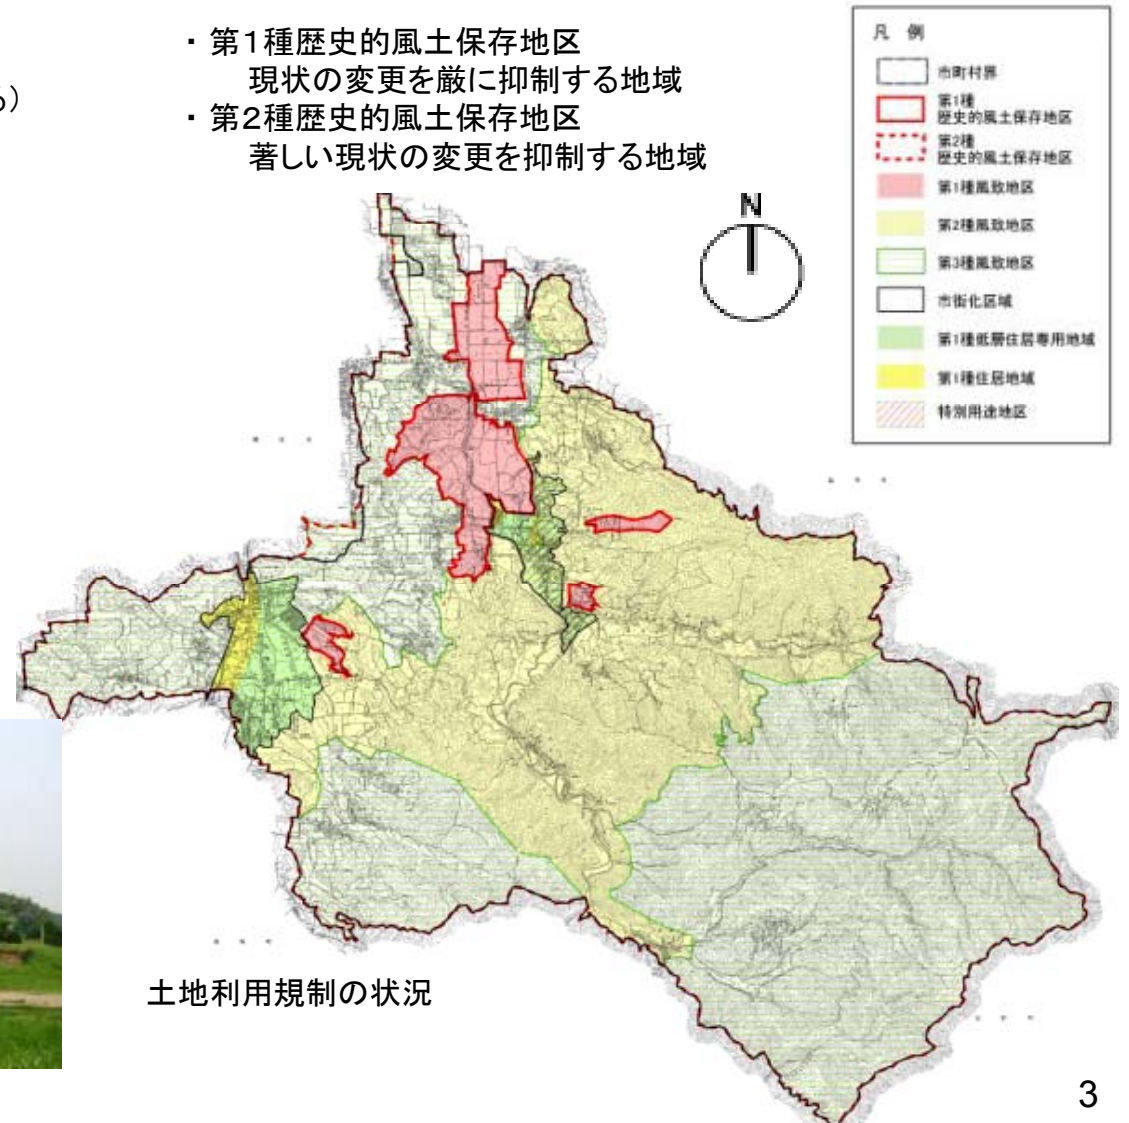 る）
・ 第１種歴史的風土保存地区
現状の変更を厳に抑制する地域
・ 第２種歴史的風土保存地区
著しい現状の変更を抑制する地域
凡 例
市町村界
第1種
歴史的風土保存地区
第2種
歴史的風土保存地区
第1種風致地区
第2種風致地区
第3種風致地区
市街化区域
第1種低層住居専用地域
第1種住居地域
特別用途地区
N
土地利用規制の状況
3